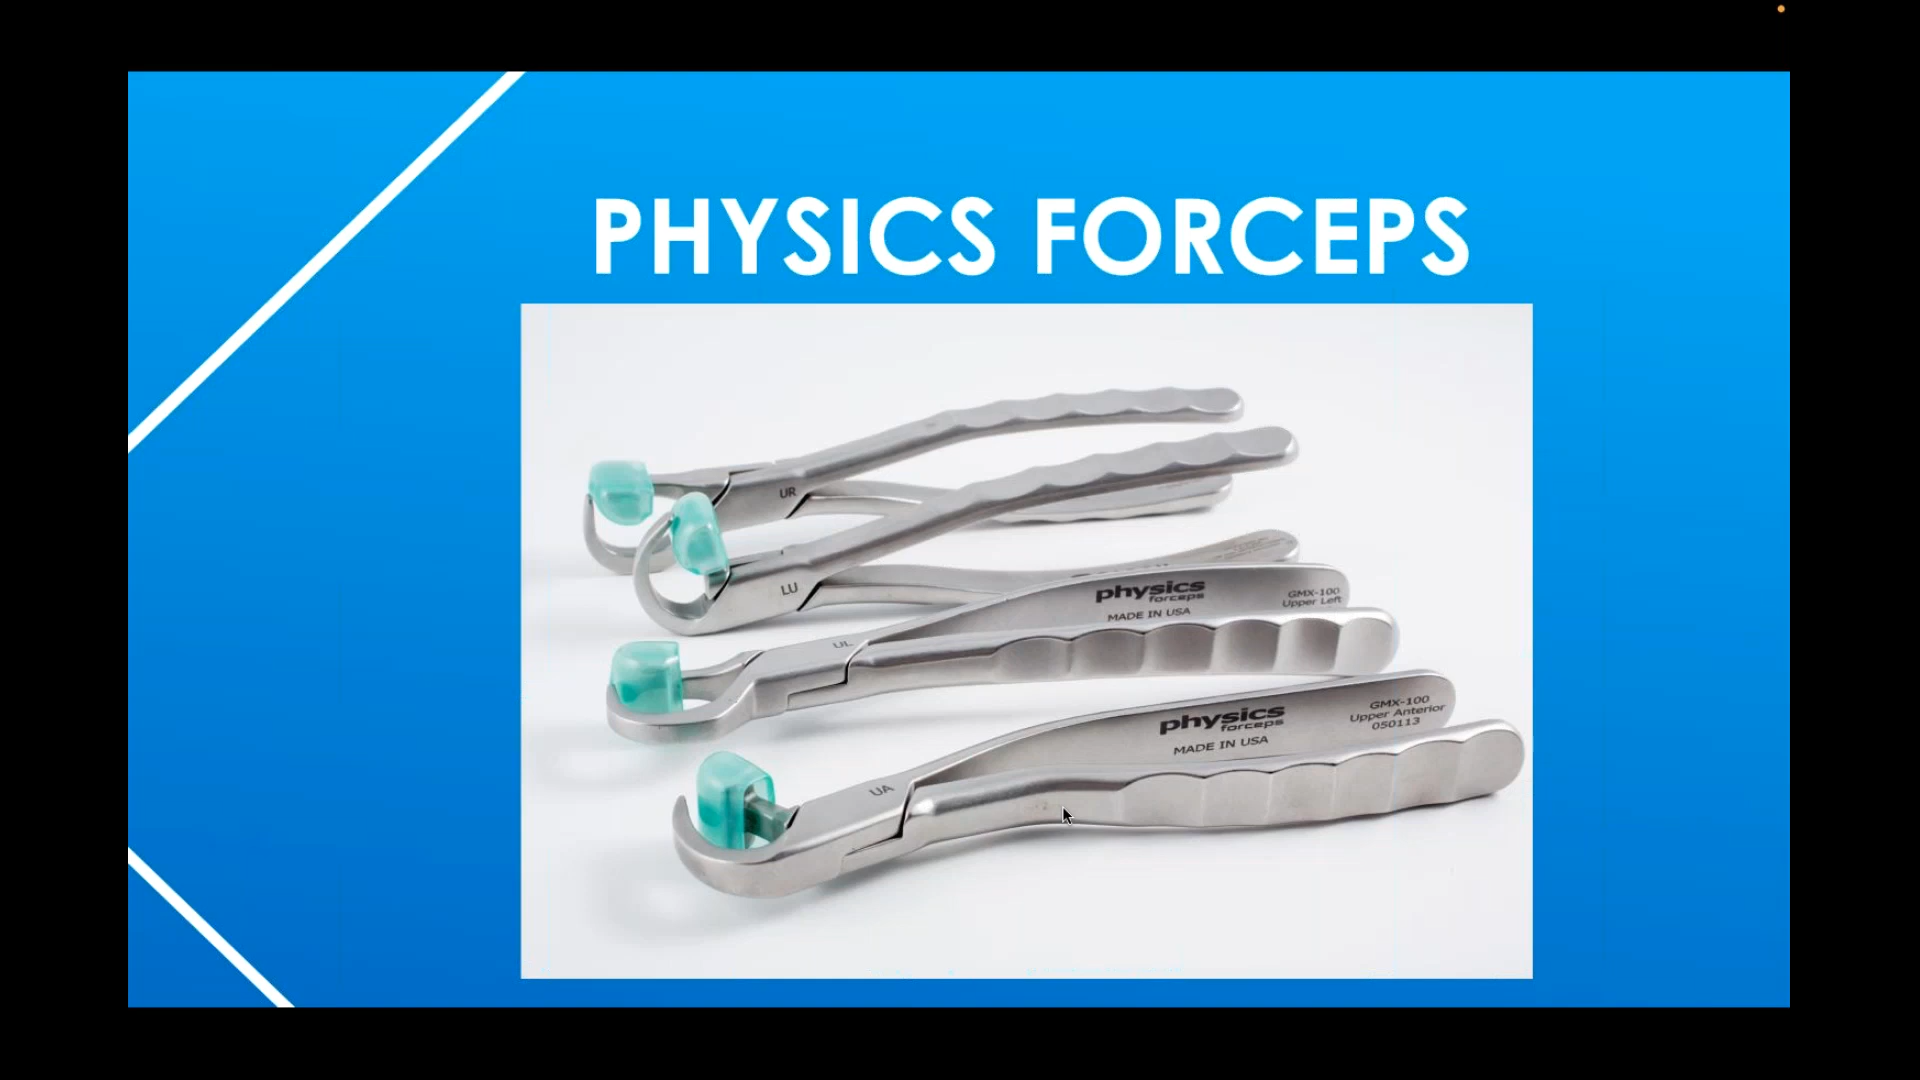 PHYSICS FORCEPS
UR
LU
UL
physics
forceps
MADE IN USA
GMX-100
Upper Left
UA
physics
forceps
MADE IN USA
GMX-100
Upper Anterior
050113